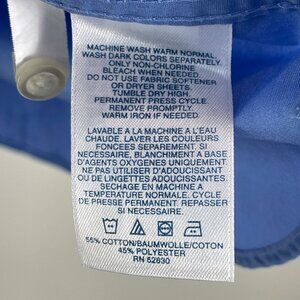 MACHINE WASH WARM NORMAL.
WASH DARK COLORS SEPARATELY.
ONLY NON-CHLORINE
BLEACH WHEN NEEDED
DO NOT USE FABRIC SOFTENER
OR DRYER SHEETS.
TUMBLE DRY HIGH.
PERMANENT PRESS CYCLE.
REMOVE PROMPTLY.
WARM IRON IF NEEDED.
LAVABLE A LA MACHINE A L'EAU
CHAUDE. LAVER LES COULEURS
FONCEES SEPAREMENT. SI
NECESSAIRE, BLANCHIMENT A BASE
D'AGENTS OXYGENES UNIQUEMENT.
NE PAS UTILISER D'ADOUCISSANT
OU DE LINGETTES ADOUCISSANTES.
SECHAGE EN MACHINE A
TEMPERATURE NORMALE. CYCLE
DE PRESSE PERMANENT. RETIRER
RAPIDEMENT. REPASSAGE SI
NECESSAIRE.
55% COTTON/BAUMWOLLE/COTON
45% POLYESTER
RN 62830